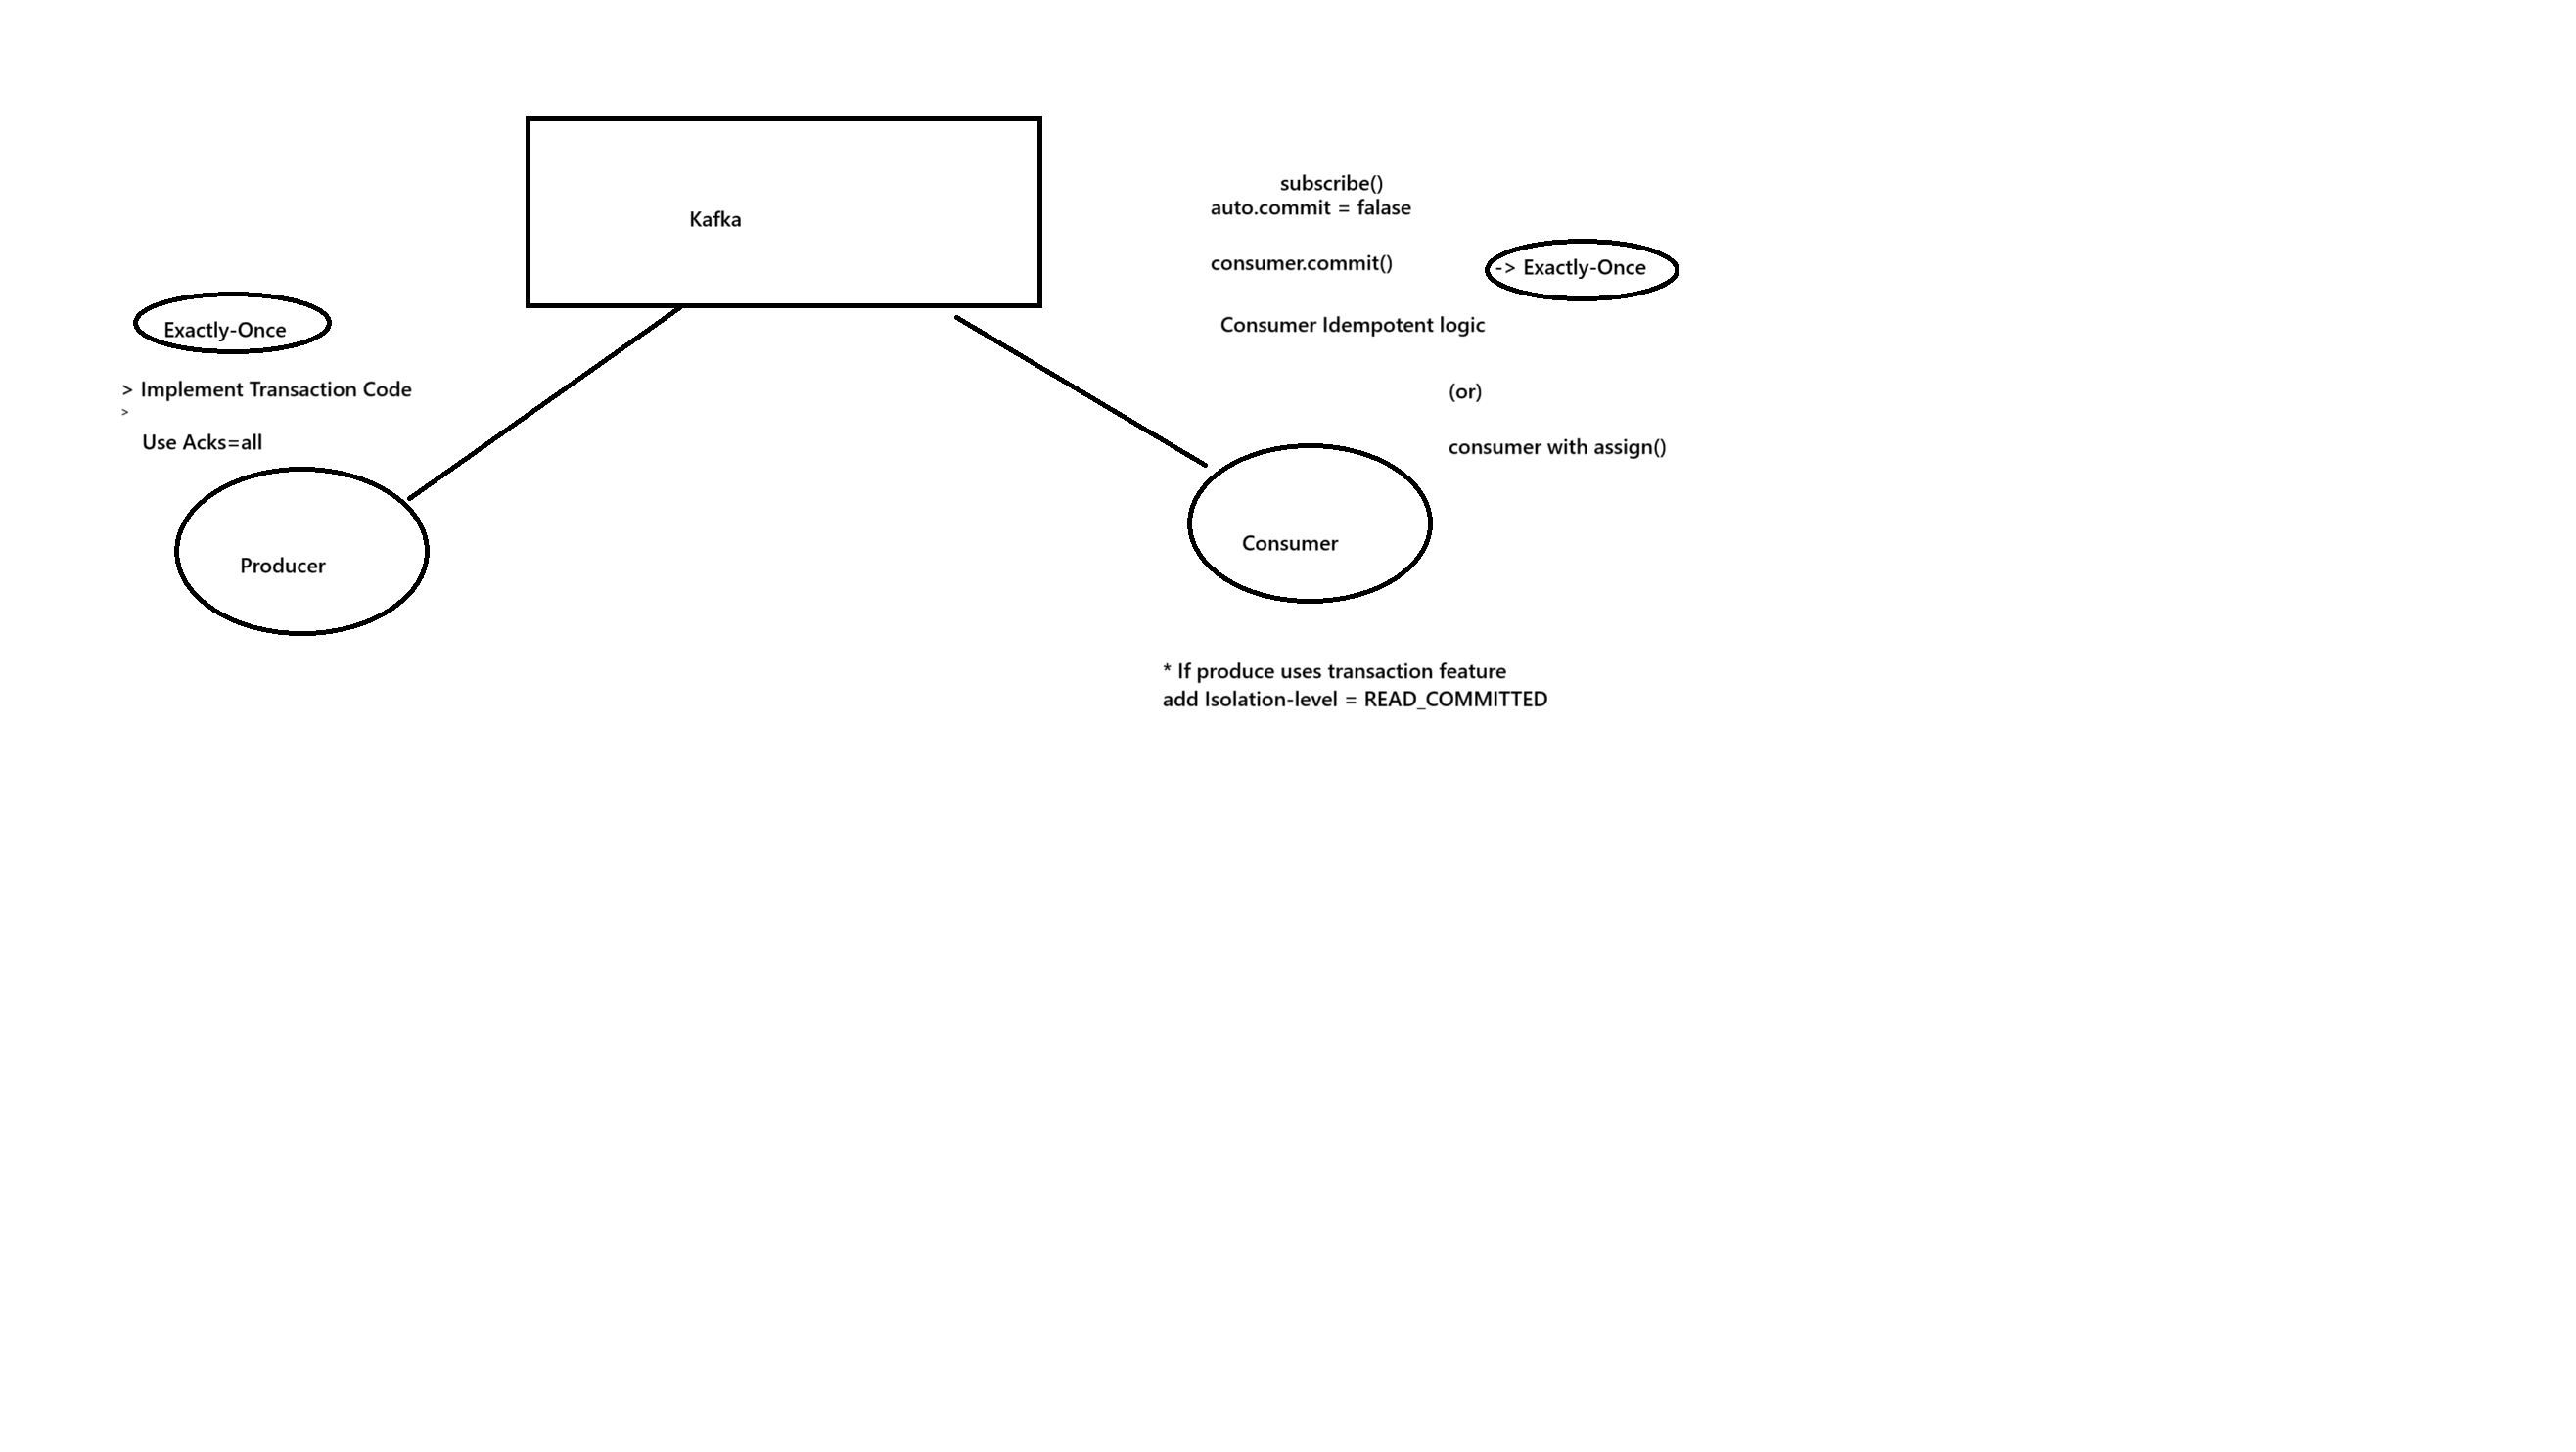 Kafka
Exactly-Once
> Implement Transaction Code
>
Use Acks=all
Producer
subscribe()
auto.commit = falase
consumer.commit()
-> Exactly-Once
Consumer Idempotent logic
(or)
consumer with assign()
Consumer
* If produce uses transaction feature
add Isolation-level = READ_COMMITTED